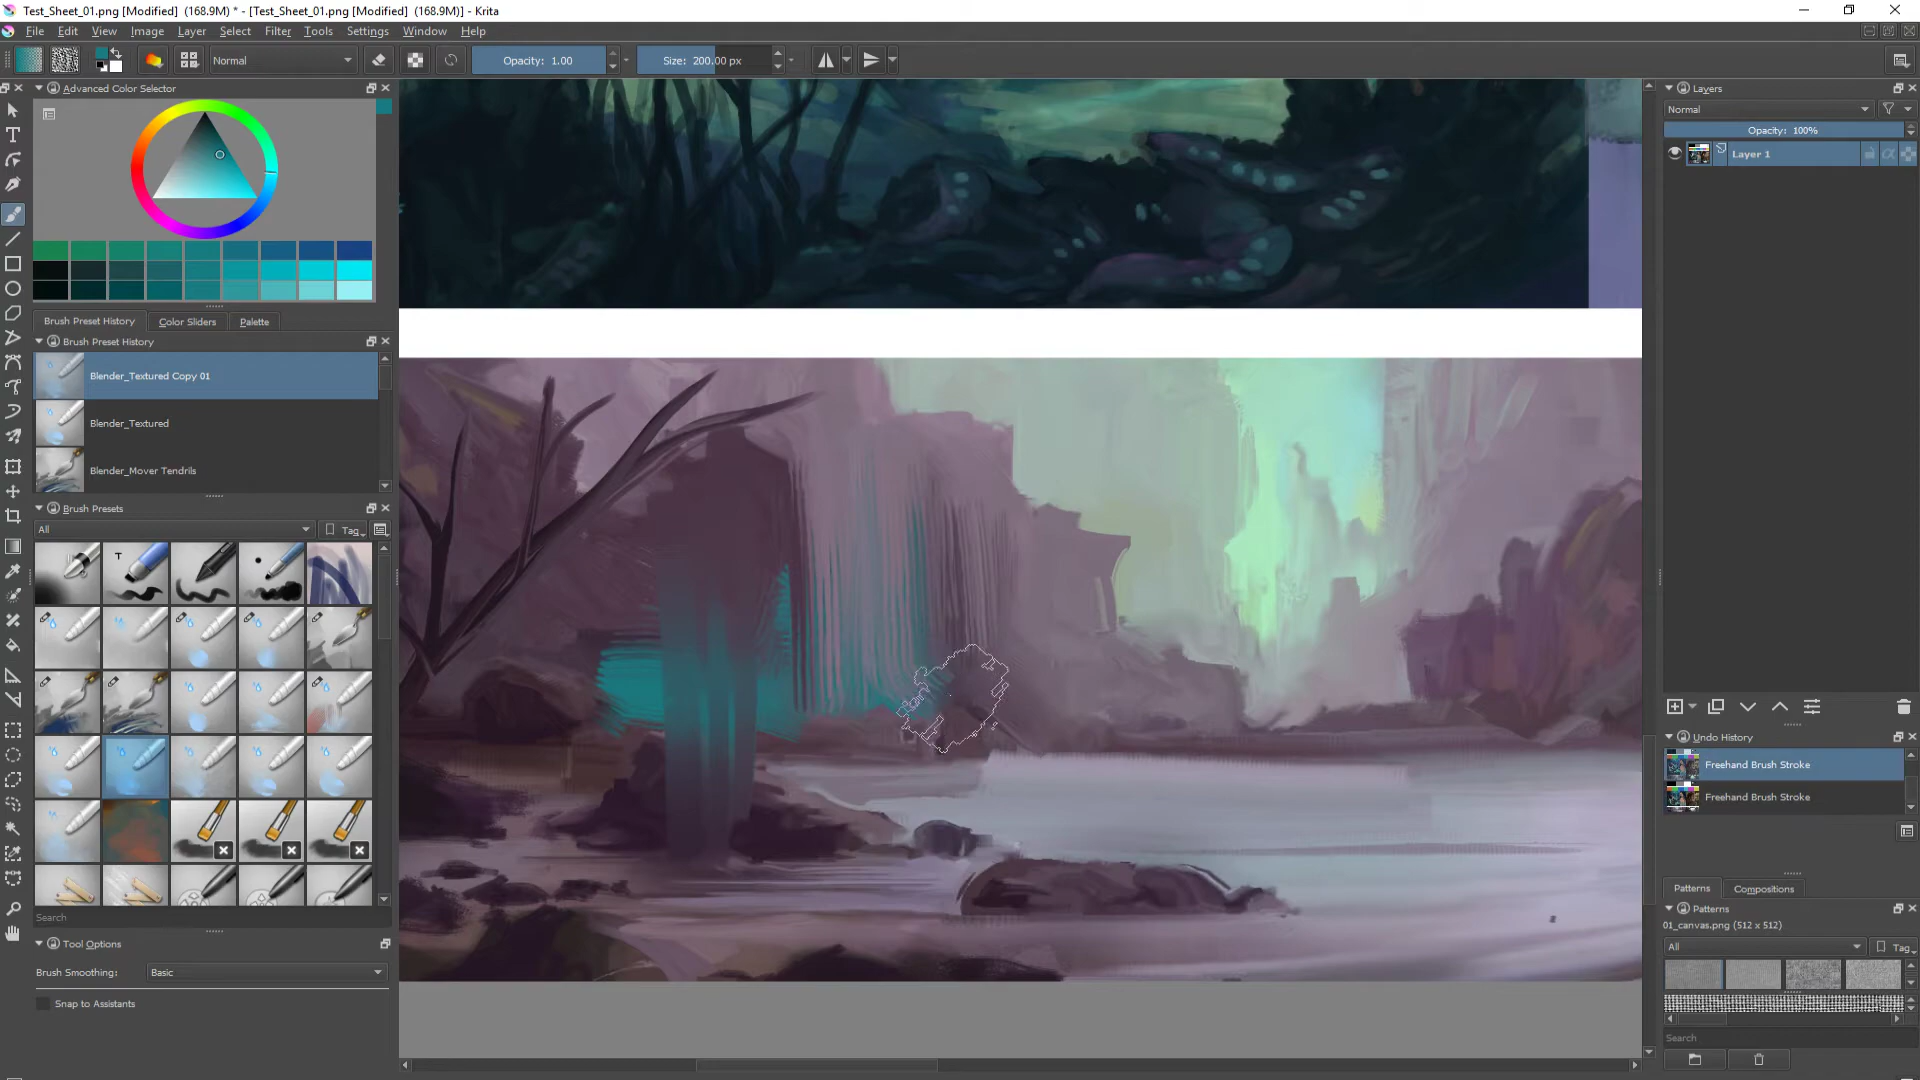 Test_Sheet_01.png [Modified]  (168.9M) * - [Test_Sheet_01.png [Modified]  (168.9M)] - Krita
File Edit View Image Layer Select Filter Tools Settings Window Help
Normal
Opacity: 1.00
Size: 200.00 px
Advanced Color Selector
Brush Preset History
Color Sliders
Palette
Brush Preset History
Blender_Textured Copy 01
Blender_Textured
Blender_Mover Tendrils
Brush Presets
All
Tag
T
Search
Tool Options
Brush Smoothing:
Basic
Snap to Assistants
Layers
Normal
Opacity: 100%
Layer 1
Undo History
Freehand Brush Stroke
Freehand Brush Stroke
Patterns
Compositions
Patterns
01_canvas.png (512 x 512)
All
Tag
Search